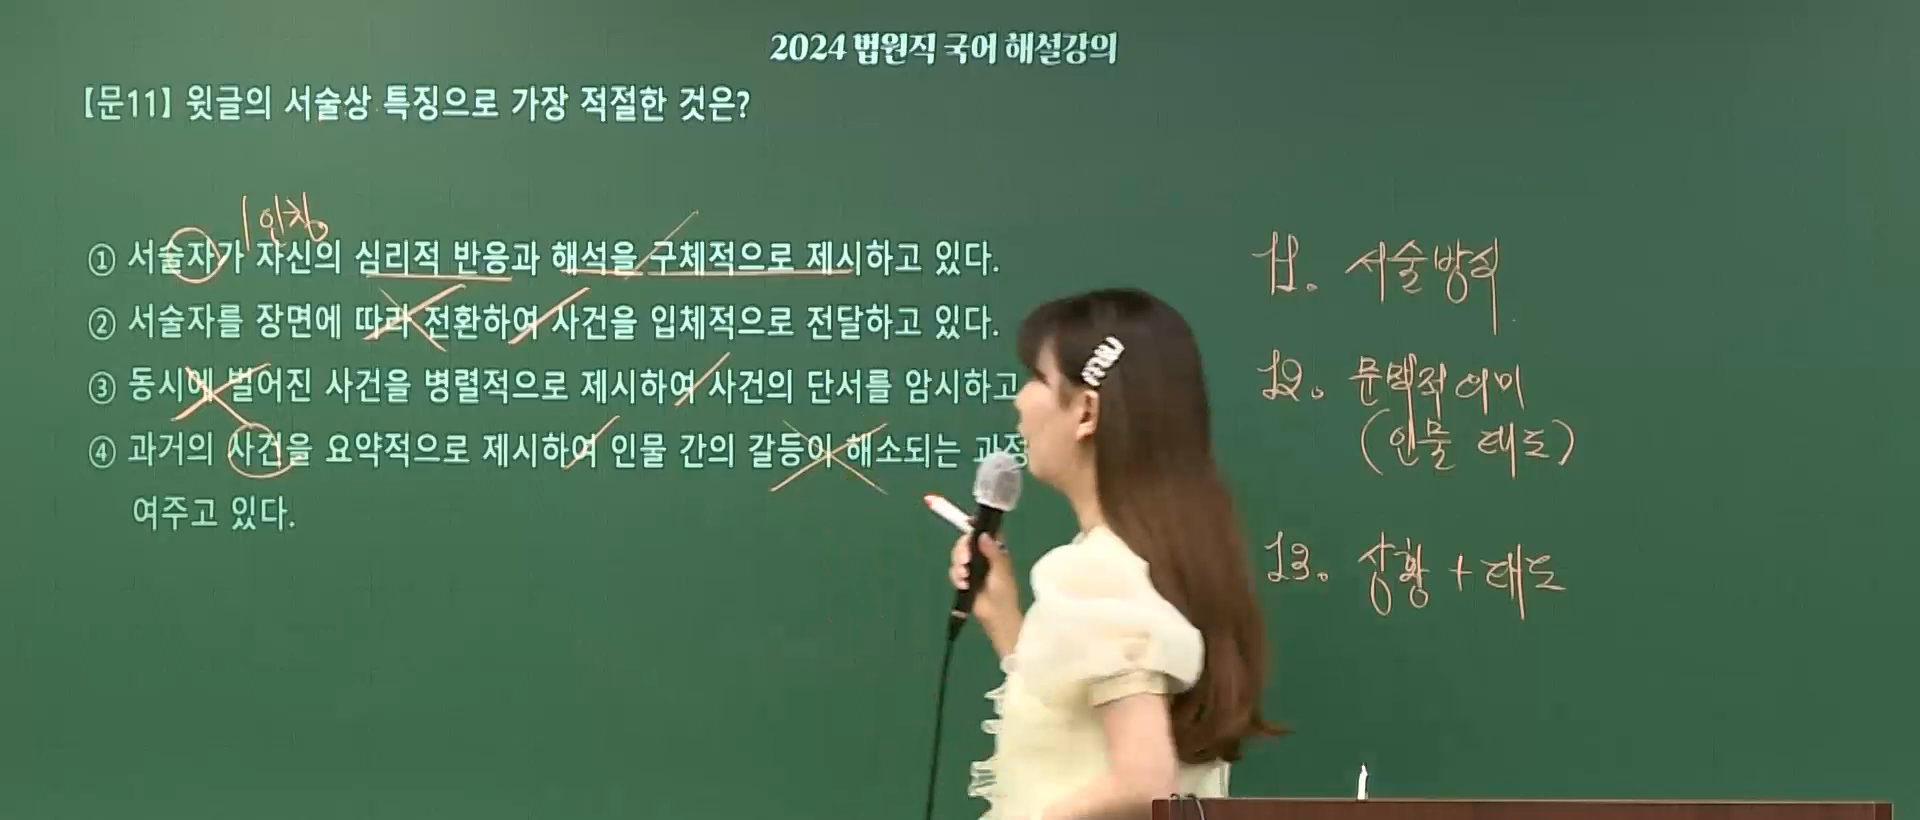 2024 법원직 국어 해설강의
【문11】 윗글의 서술상 특징으로 가장 적절한 것은?
1인칭
① 서술자가 자신의 심리적 반응과 해석을 구체적으로 제시하고 있다.
② 서술자를 장면에 따라 전환하여 사건을 입체적으로 전달하고 있다.
③ 동시에 벌어진 사건을 병렬적으로 제시하여 사건의 단서를 암시하고
④ 과거의 사건을 요약적으로 제시하여 인물 간의 갈등이 해소되는 과정
여주고 있다.
11. 서술방식
12. 문맥적 의미
(인물 태도)
13. 상황 + 태도